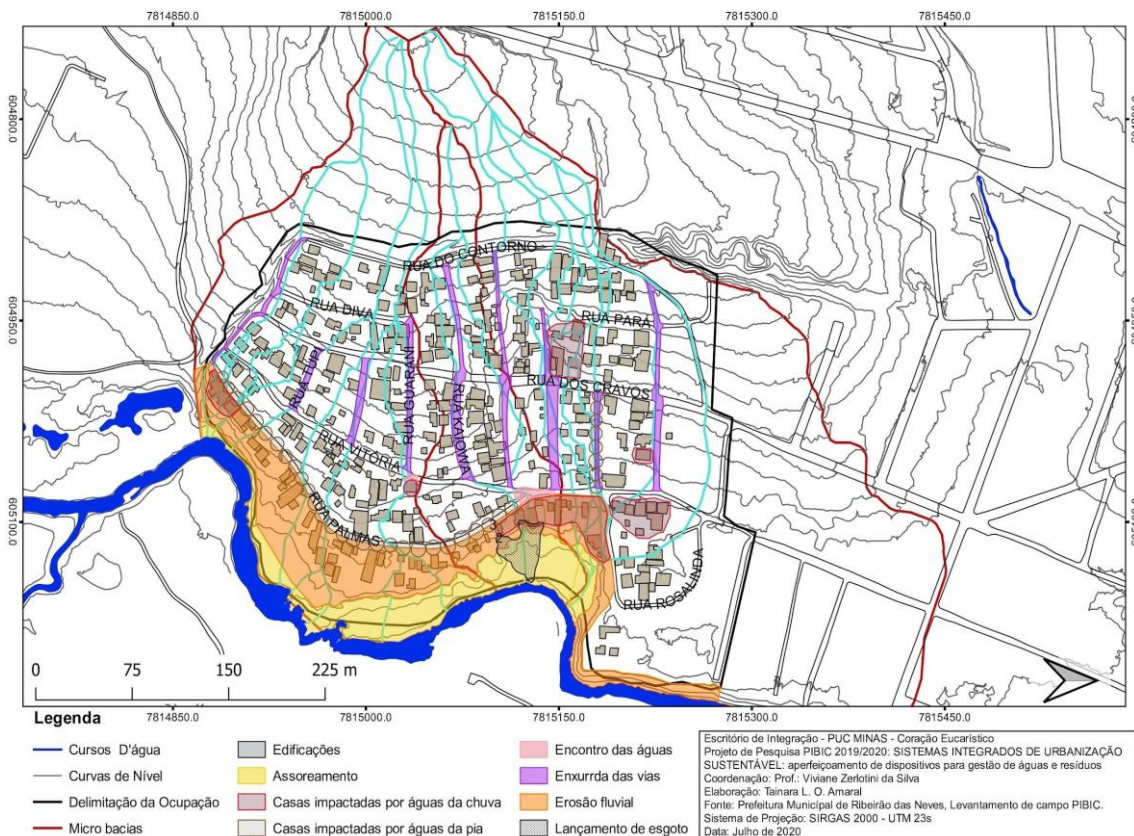 7814850.0 7815000.0 7815150.0 7815300.0 7815450.0
604800.0
604950.0
605100.0
RUA DO CONTORNO
RUA DIVA
RUA PARÁ
RUA TUPI
RUA GUARANI
RUA KAIOWA
RUA DOS CRAVOS
RUA VITÓRIA
RUA PALMAS
RUA ROSALINDA
0 75 150 225 m
7814850.0 7815000.0 7815150.0 7815300.0 7815450.0
Legenda
Cursos D'água
Curvas de Nível
Delimitação da Ocupação
Micro bacias
Edificações
Assoreamento
Casas impactadas por águas da chuva
Casas impactadas por águas da pia
Encontro das águas
Enxurrda das vias
Erosão fluvial
Lançamento de esgoto
Escritório de Integração - PUC MINAS - Coração Eucarístico
Projeto de Pesquisa PIBIC 2019/2020: SISTEMAS INTEGRADOS DE URBANIZAÇÃO
SUSTENTÁVEL: aperfeiçoamento de dispositivos para gestão de águas e resíduos
Coordenação: Prof.: Viviane Zerlotini da Silva
Elaboração: Tainara L. O. Amaral
Fonte: Prefeitura Municípal de Ribeirão das Neves, Levantamento de campo PIBIC.
Sistema de Projeção: SIRGAS 2000 - UTM 23s
Data: Julho de 2020